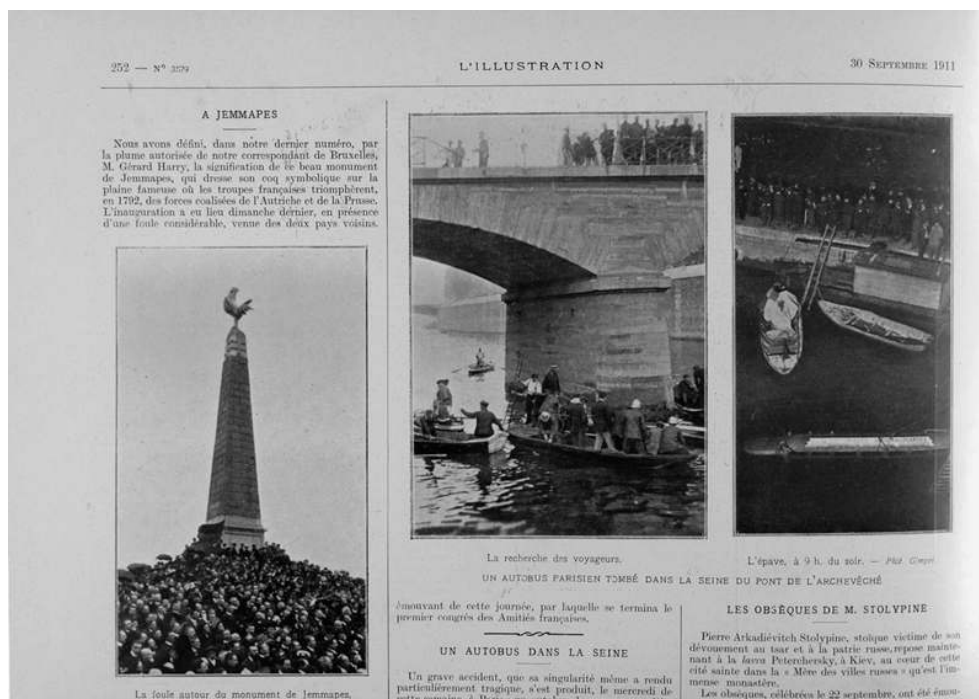 252 — N° 3579
L'ILLUSTRATION
30 SEPTEMBRE 1911
A JEMMAPES
Nous avons défini, dans notre dernier numéro, par
la plume autorisée de notre correspondant de Bruxelles,
M. Gérard Harry, la signification de ce beau monument
de Jemmapes, qui dresse son coq symbolique sur la
plaine fameuse où les troupes françaises triomphèrent,
en 1792, des forces coalisées de l'Autriche et de la Prusse.
L'inauguration a eu lieu dimanche dernier, en présence
d'une foule considérable, venue des deux pays voisins.
La foule autour du monument de Jemmapes.
La recherche des voyageurs.
L'épave, à 9 h. du soir. — Phot.
UN AUTOBUS PARISIEN TOMBÉ DANS LA SEINE DU PONT DE L'ARCHEVÊCHÉ
émouvant de cette journée, par laquelle se termina le
premier congrès des Amitiés françaises.
UN AUTOBUS DANS LA SEINE
Un grave accident, que sa singularité même a rendu
particulièrement tragique, s'est produit, le mercredi de
LES OBSÈQUES DE M. STOLYPINE
Pierre Arkadiévitch Stolypine, stoïque victime de son
dévouement au tsar et à la patrie russe, repose mainte-
nant à la lavra Peterchersky, à Kiev, au cœur de cette
cité sainte dans la « Mère des villes russes » qu'est l'im-
mense monastère.
Les obsèques, célébrées le 22 septembre, ont été émou